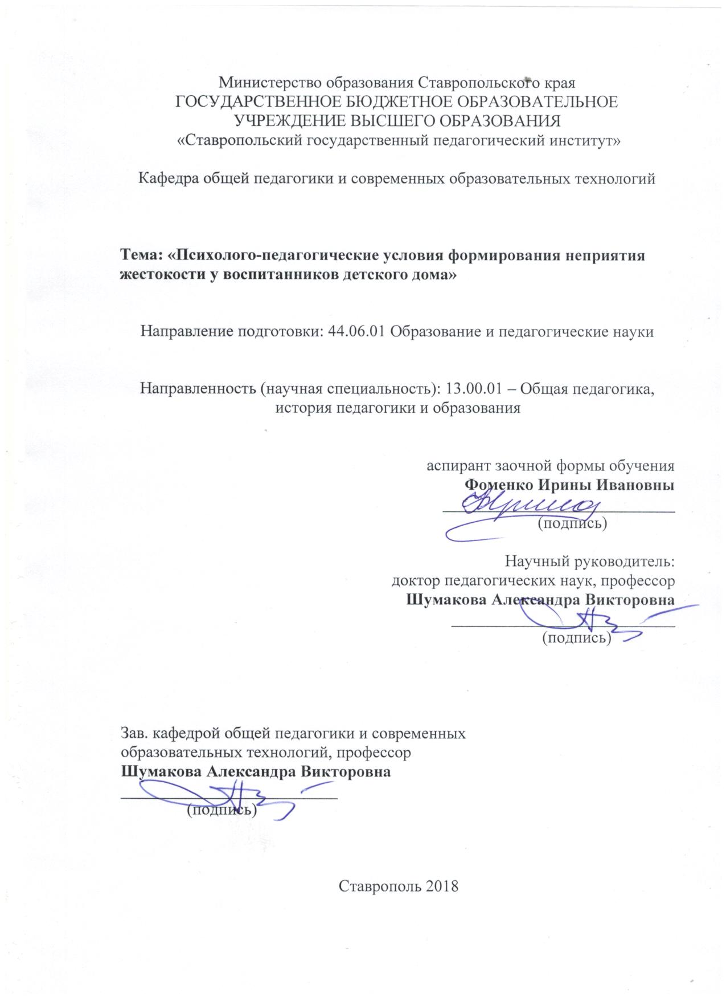 Министерство образования Ставропольского края
ГОСУДАРСТВЕННОЕ БЮДЖЕТНОЕ ОБРАЗОВАТЕЛЬНОЕ
УЧРЕЖДЕНИЕ ВЫСШЕГО ОБРАЗОВАНИЯ
«Ставропольский государственный педагогический институт»
Кафедра общей педагогики и современных образовательных технологий
Тема: «Психолого-педагогические условия формирования неприятия
жестокости у воспитанников детского дома»
Направление подготовки: 44.06.01 Образование и педагогические науки
Направленность (научная специальность): 13.00.01 – Общая педагогика,
история педагогики и образования
аспирант заочной формы обучения
Фоменко Ирины Ивановны
(подпись)
Научный руководитель:
доктор педагогических наук, профессор
Шумакова Александра Викторовна
(подпись)
Зав. кафедрой общей педагогики и современных
образовательных технологий, профессор
Шумакова Александра Викторовна
(подпись)
Ставрополь 2018